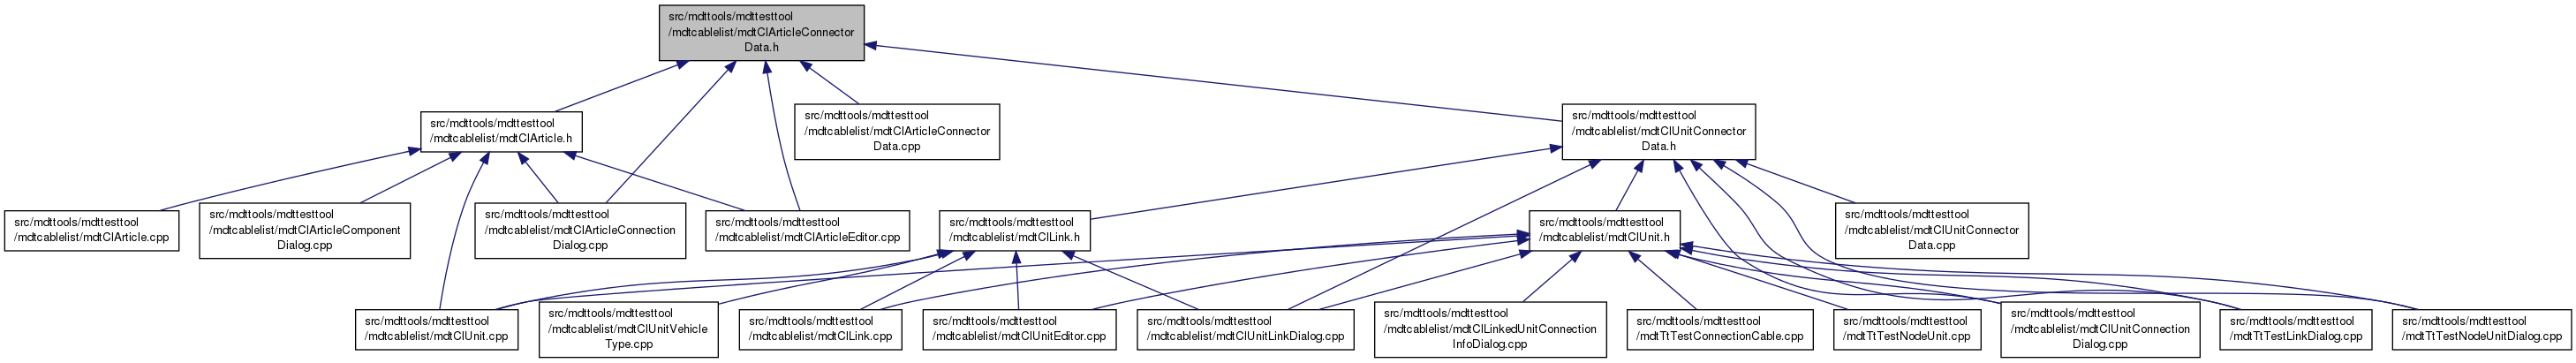 src/mdttools/mdttesttool
/mdtcablelist/mdtClArticleConnector
Data.h
src/mdttools/mdttesttool
/mdtcablelist/mdtClArticle.h
src/mdttools/mdttesttool
/mdtcablelist/mdtClArticleConnector
Data.cpp
src/mdttools/mdttesttool
/mdtcablelist/mdtClUnitConnector
Data.h
src/mdttools/mdttesttool
/mdtcablelist/mdtClArticle.cpp
src/mdttools/mdttesttool
/mdtcablelist/mdtClArticleComponent
Dialog.cpp
src/mdttools/mdttesttool
/mdtcablelist/mdtClArticleConnection
Dialog.cpp
src/mdttools/mdttesttool
/mdtcablelist/mdtClArticleEditor.cpp
src/mdttools/mdttesttool
/mdtcablelist/mdtClLink.h
src/mdttools/mdttesttool
/mdtcablelist/mdtClUnit.h
src/mdttools/mdttesttool
/mdtcablelist/mdtClUnitConnector
Data.cpp
src/mdttools/mdttesttool
/mdtcablelist/mdtClUnit.cpp
src/mdttools/mdttesttool
/mdtcablelist/mdtClUnitVehicle
Type.cpp
src/mdttools/mdttesttool
/mdtcablelist/mdtClLink.cpp
src/mdttools/mdttesttool
/mdtcablelist/mdtClUnitEditor.cpp
src/mdttools/mdttesttool
/mdtcablelist/mdtClUnitLinkDialog.cpp
src/mdttools/mdttesttool
/mdtcablelist/mdtClLinkedUnitConnection
InfoDialog.cpp
src/mdttools/mdttesttool
/mdtTtTestConnectionCable.cpp
src/mdttools/mdttesttool
/mdtTtTestNodeUnit.cpp
src/mdttools/mdttesttool
/mdtcablelist/mdtClUnitConnection
Dialog.cpp
src/mdttools/mdttesttool
/mdtTtTestLinkDialog.cpp
src/mdttools/mdttesttool
/mdtTtTestNodeUnitDialog.cpp